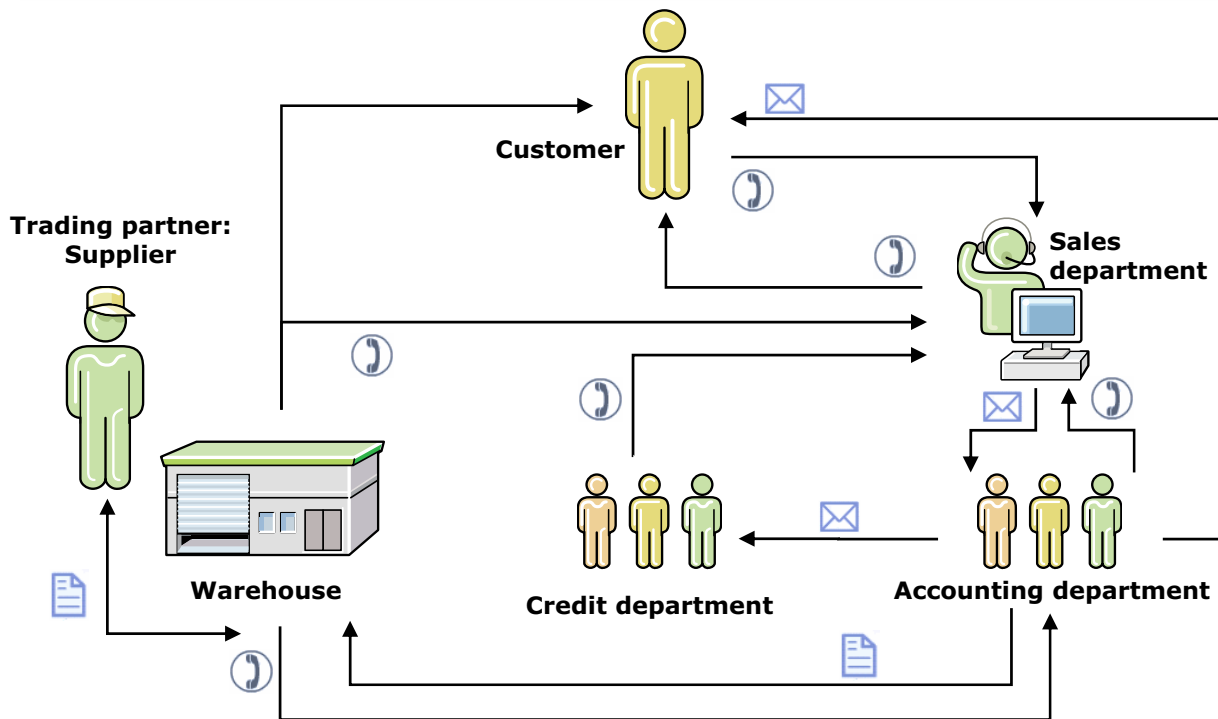 Customer
Trading partner:
Supplier
Sales
department
Warehouse
Credit department
Accounting department